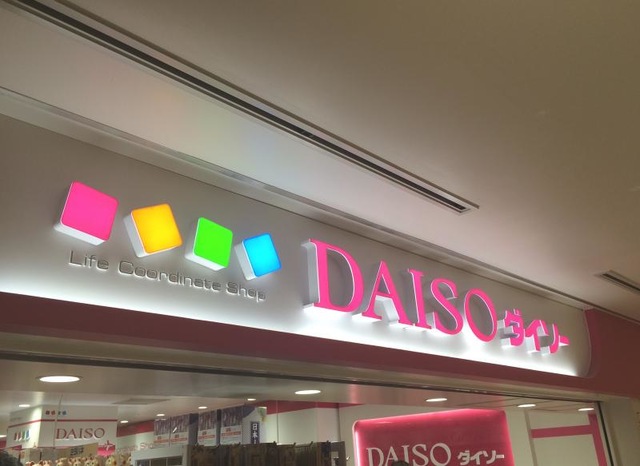 Life Coordinate Shop
DAISO ダイソー
DAISO
DAISO ダイソー